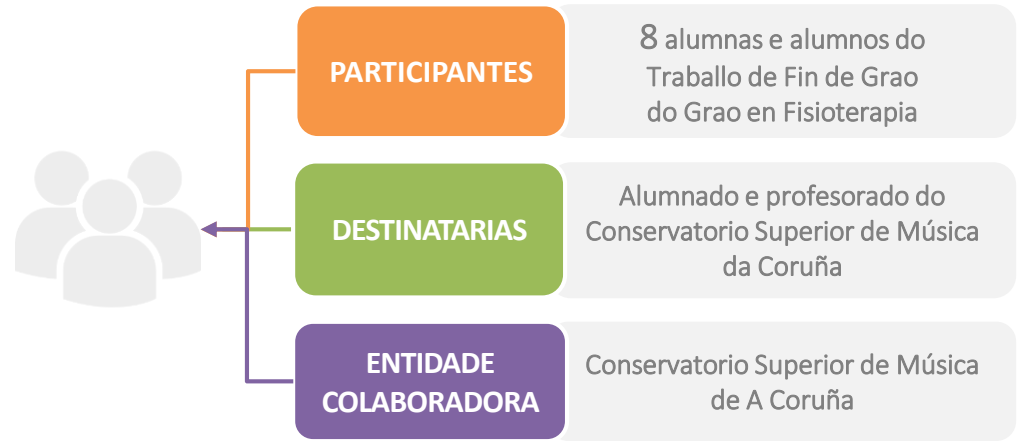 PARTICIPANTES
8 alumnas e alumnos do
Traballo de Fin de Grao
do Grao en Fisioterapia
DESTINATARIAS
Alumnado e profesorado do
Conservatorio Superior de Música
da Coruña
ENTIDADE
COLABORADORA
Conservatorio Superior de Música
de A Coruña